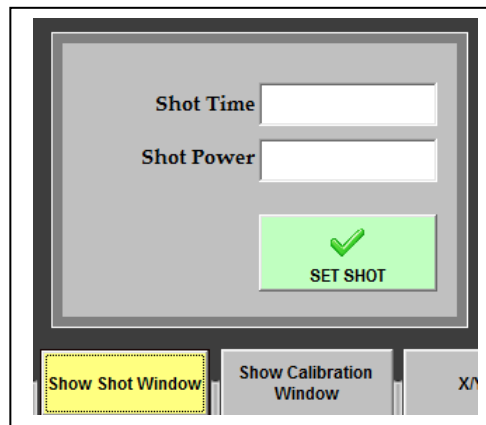 Shot Time
Shot Power
SET SHOT
Show Shot Window
Show Calibration
Window
X/Y